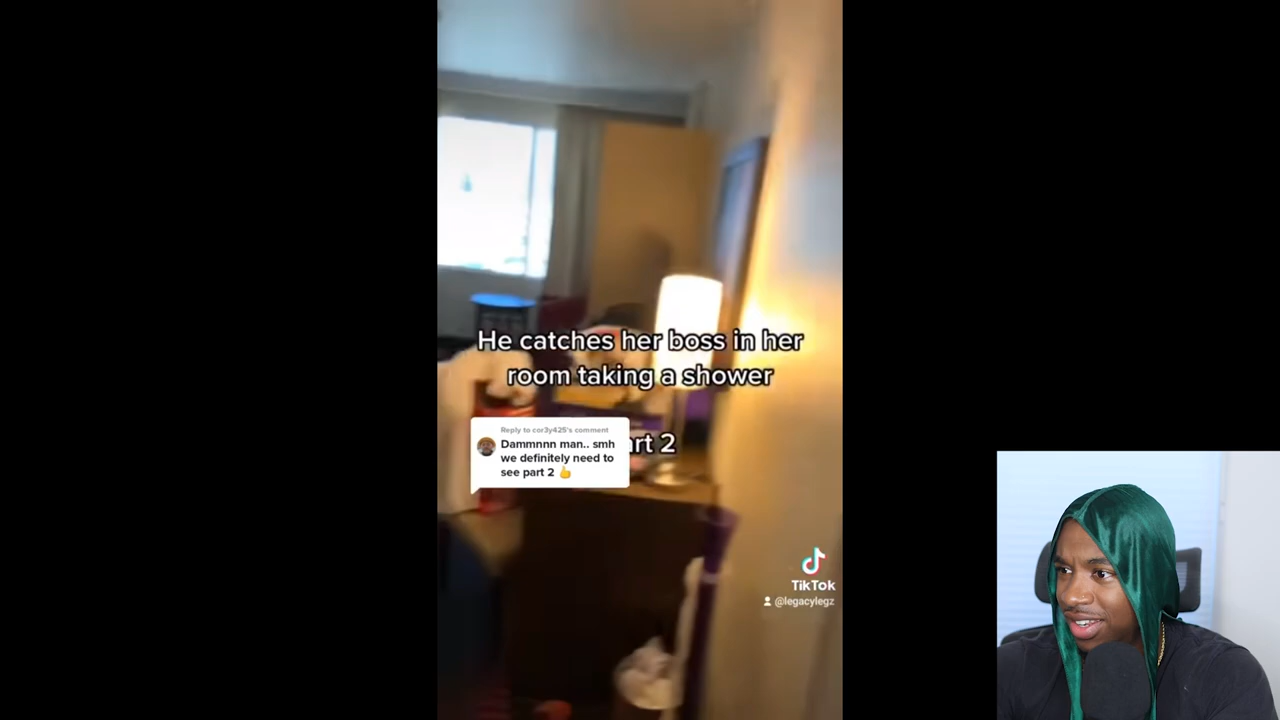 He catches her boss in her
room taking a shower
Reply to cor3y425's comment
Dammnnn man.. smh
we definitely need to
see part 2 👍
art 2
TikTok
@legacylegz